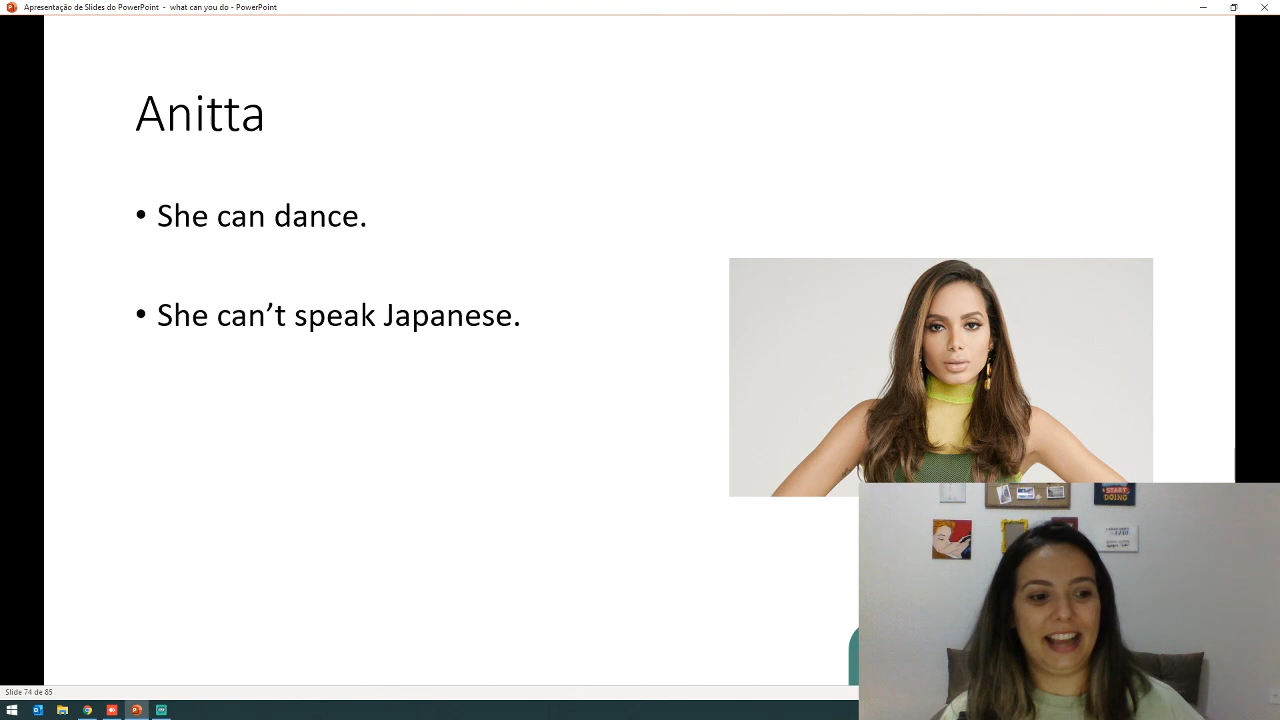 Apresentação de Slides do PowerPoint - what can you do - PowerPoint
Anitta
• She can dance.
• She can't speak Japanese.
START
DOING
Slide 74 de 85